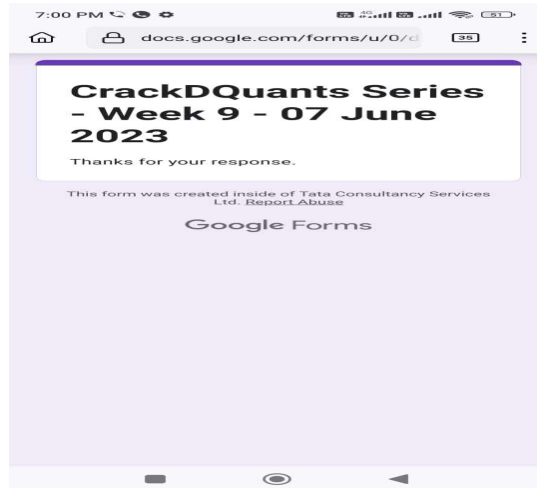 7:00 PM
docs.google.com/forms/u/0/d
35
51
CrackDQuants Series
- Week 9 - 07 June
2023
Thanks for your response.
This form was created inside of Tata Consultancy Services
Ltd. Report Abuse
Google Forms